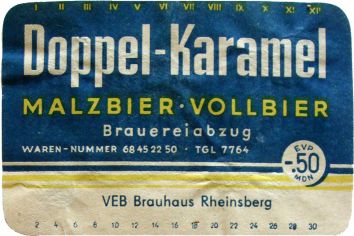 I II III IV V VI VII VIII IX X XI XII
Doppel-Karamel
MALZBIER · VOLLBIER
Brauereiabzug
WAREN-NUMMER 68 45 22 50 · TGL 7764
EVP
-.50
MDN
VEB Brauhaus Rheinsberg
2 4 6 8 10 12 14 16 18 20 22 24 26 28 30